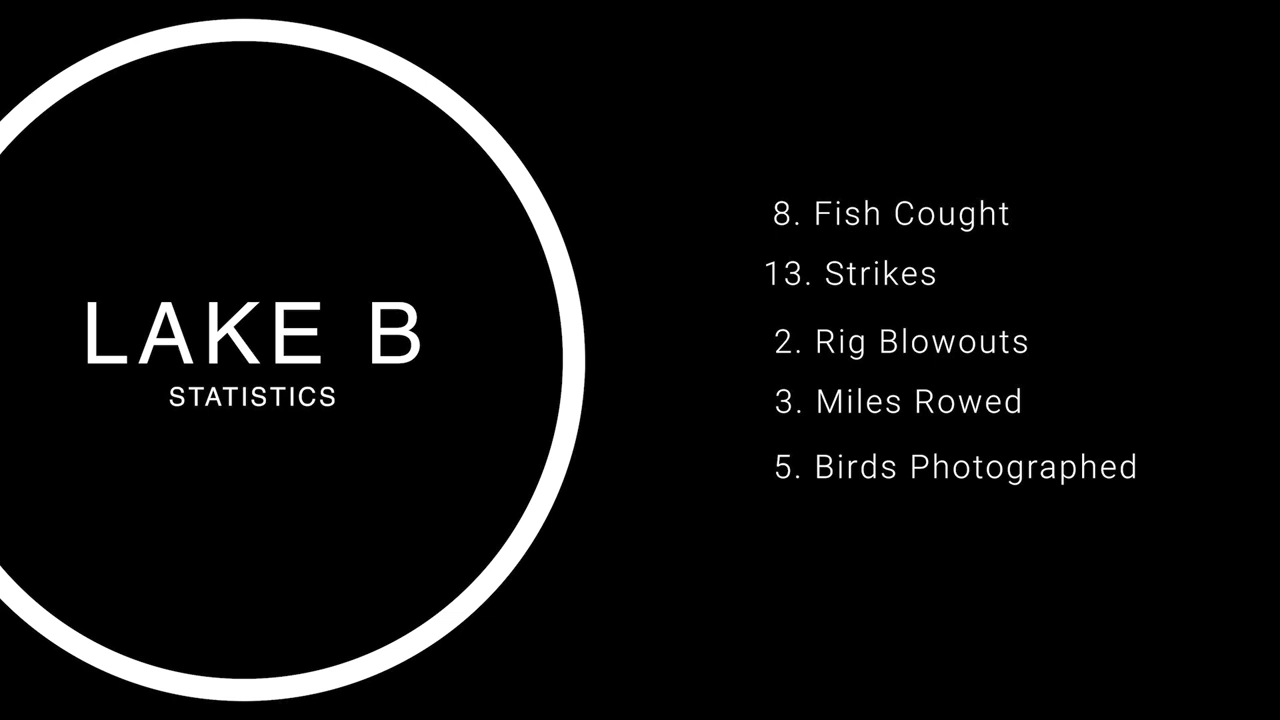 LAKE B
STATISTICS
8. Fish Cought
13. Strikes
2. Rig Blowouts
3. Miles Rowed
5. Birds Photographed